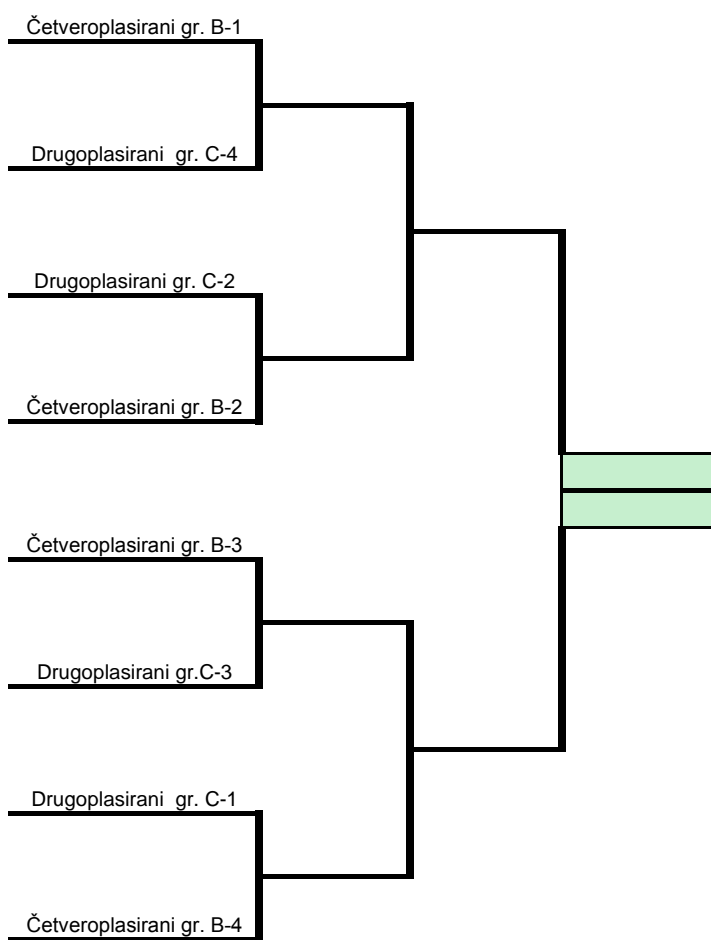 Četveroplasirani gr. B-1
Drugoplasirani  gr. C-4
Drugoplasirani gr. C-2
Četveroplasirani gr. B-2
Četveroplasirani gr. B-3
Drugoplasirani gr.C-3
Drugoplasirani  gr. C-1
Četveroplasirani gr. B-4